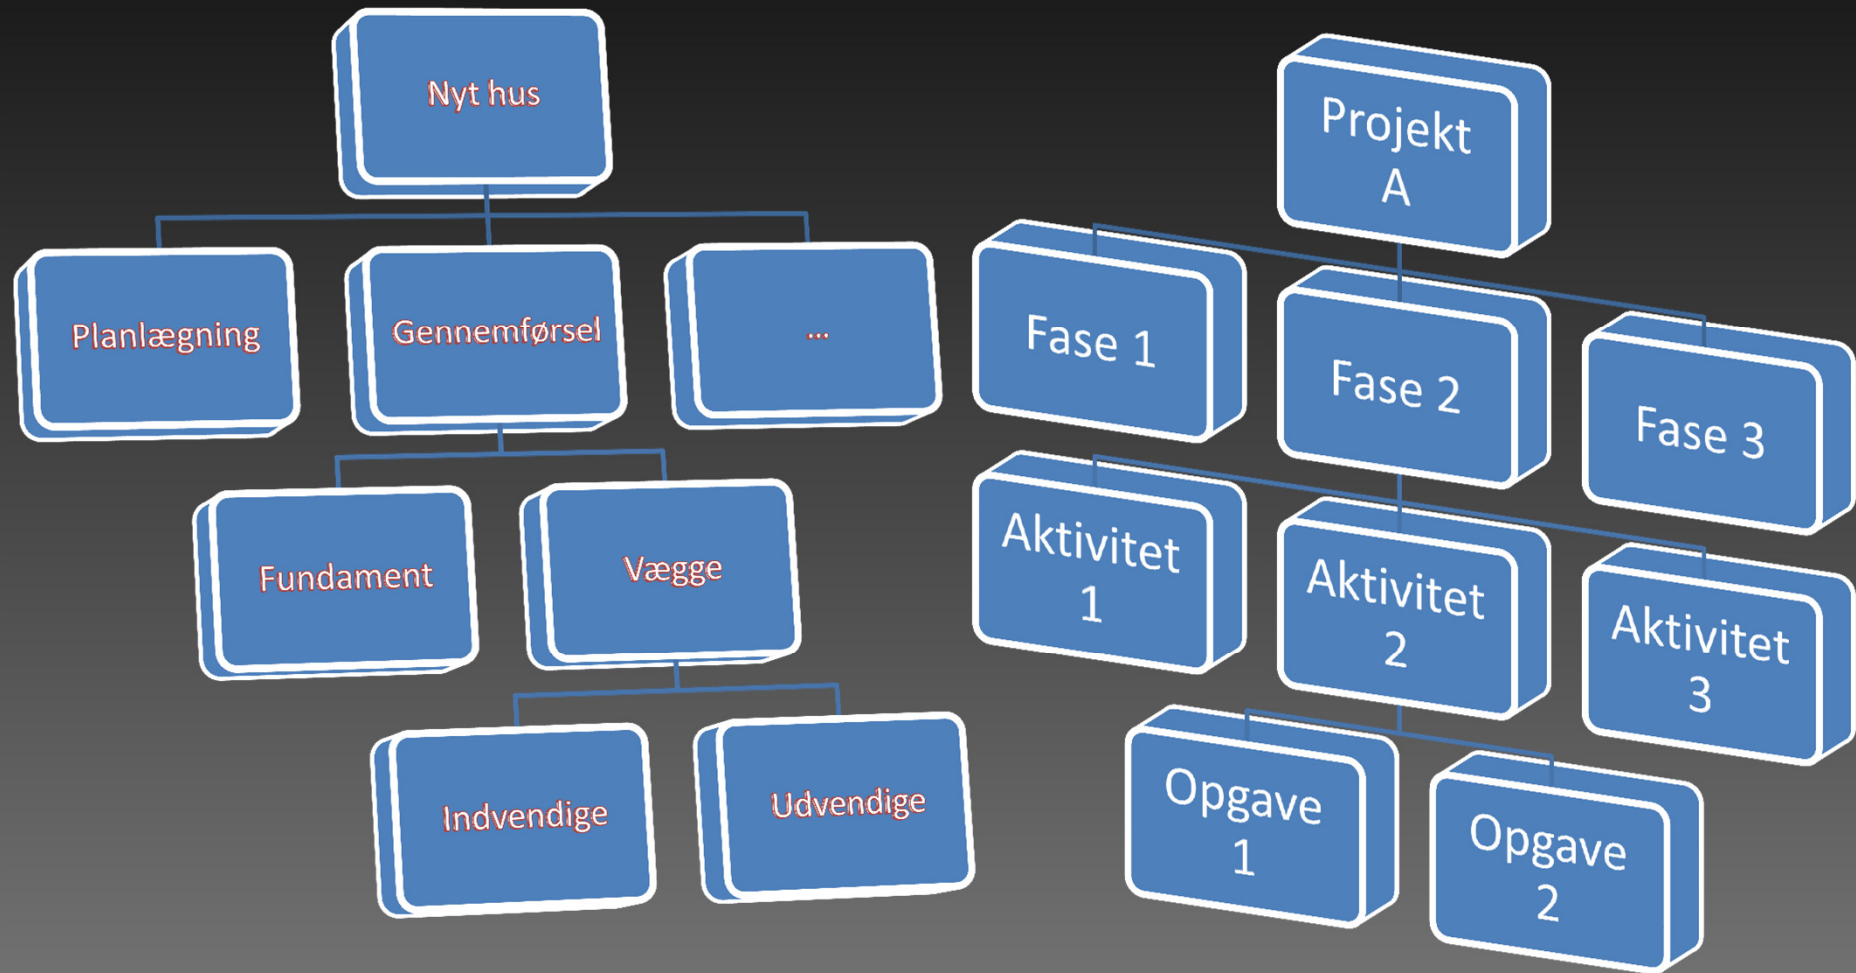 Nyt hus
Planlægning
Gennemførsel
...
Fundament
Vægge
Indvendige
Udvendige
Projekt
A
Fase 1
Fase 2
Fase 3
Aktivitet
1
Aktivitet
2
Aktivitet
3
Opgave
1
Opgave
2